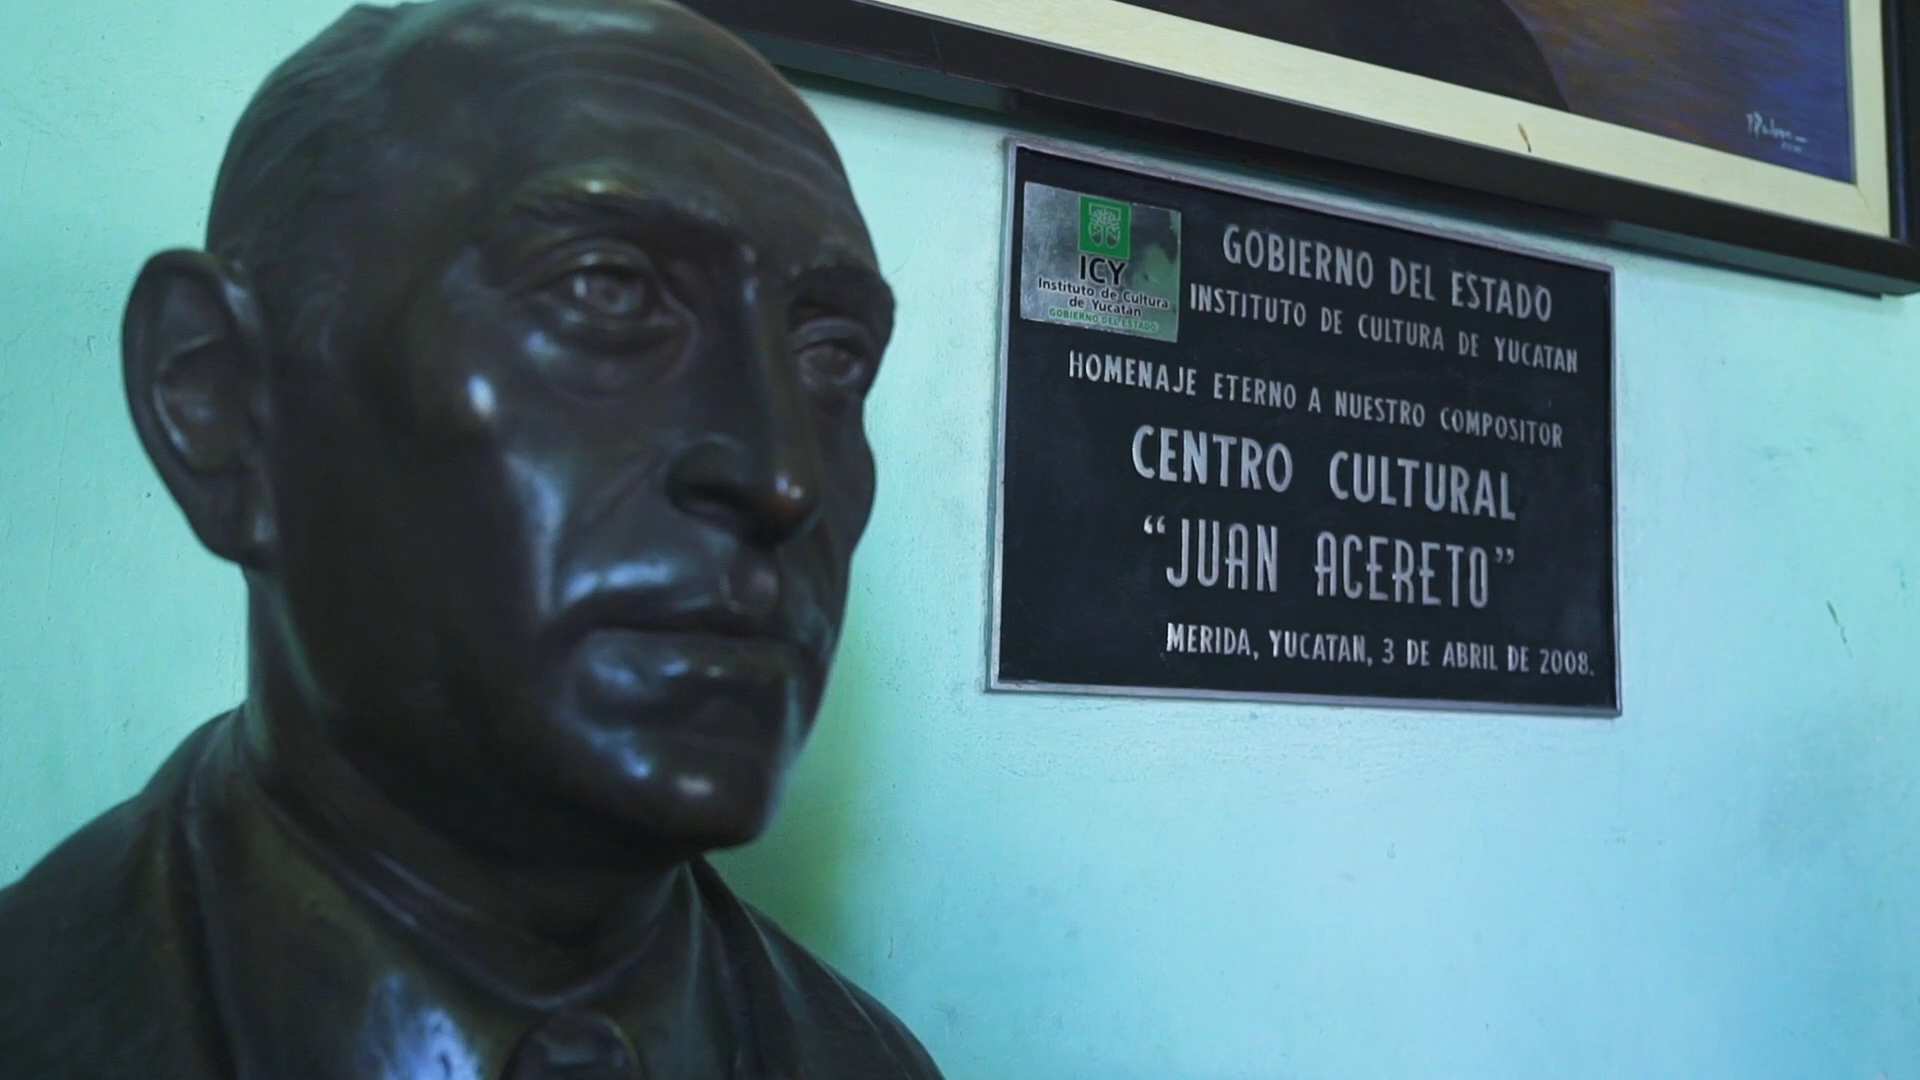 ICY
Instituto de Cultura
de Yucatán
GOBIERNO DEL ESTADO
GOBIERNO DEL ESTADO
INSTITUTO DE CULTURA DE YUCATAN
HOMENAJE ETERNO A NUESTRO COMPOSITOR
CENTRO CULTURAL
“JUAN ACERETO”
MERIDA, YUCATAN, 3 DE ABRIL DE 2008.